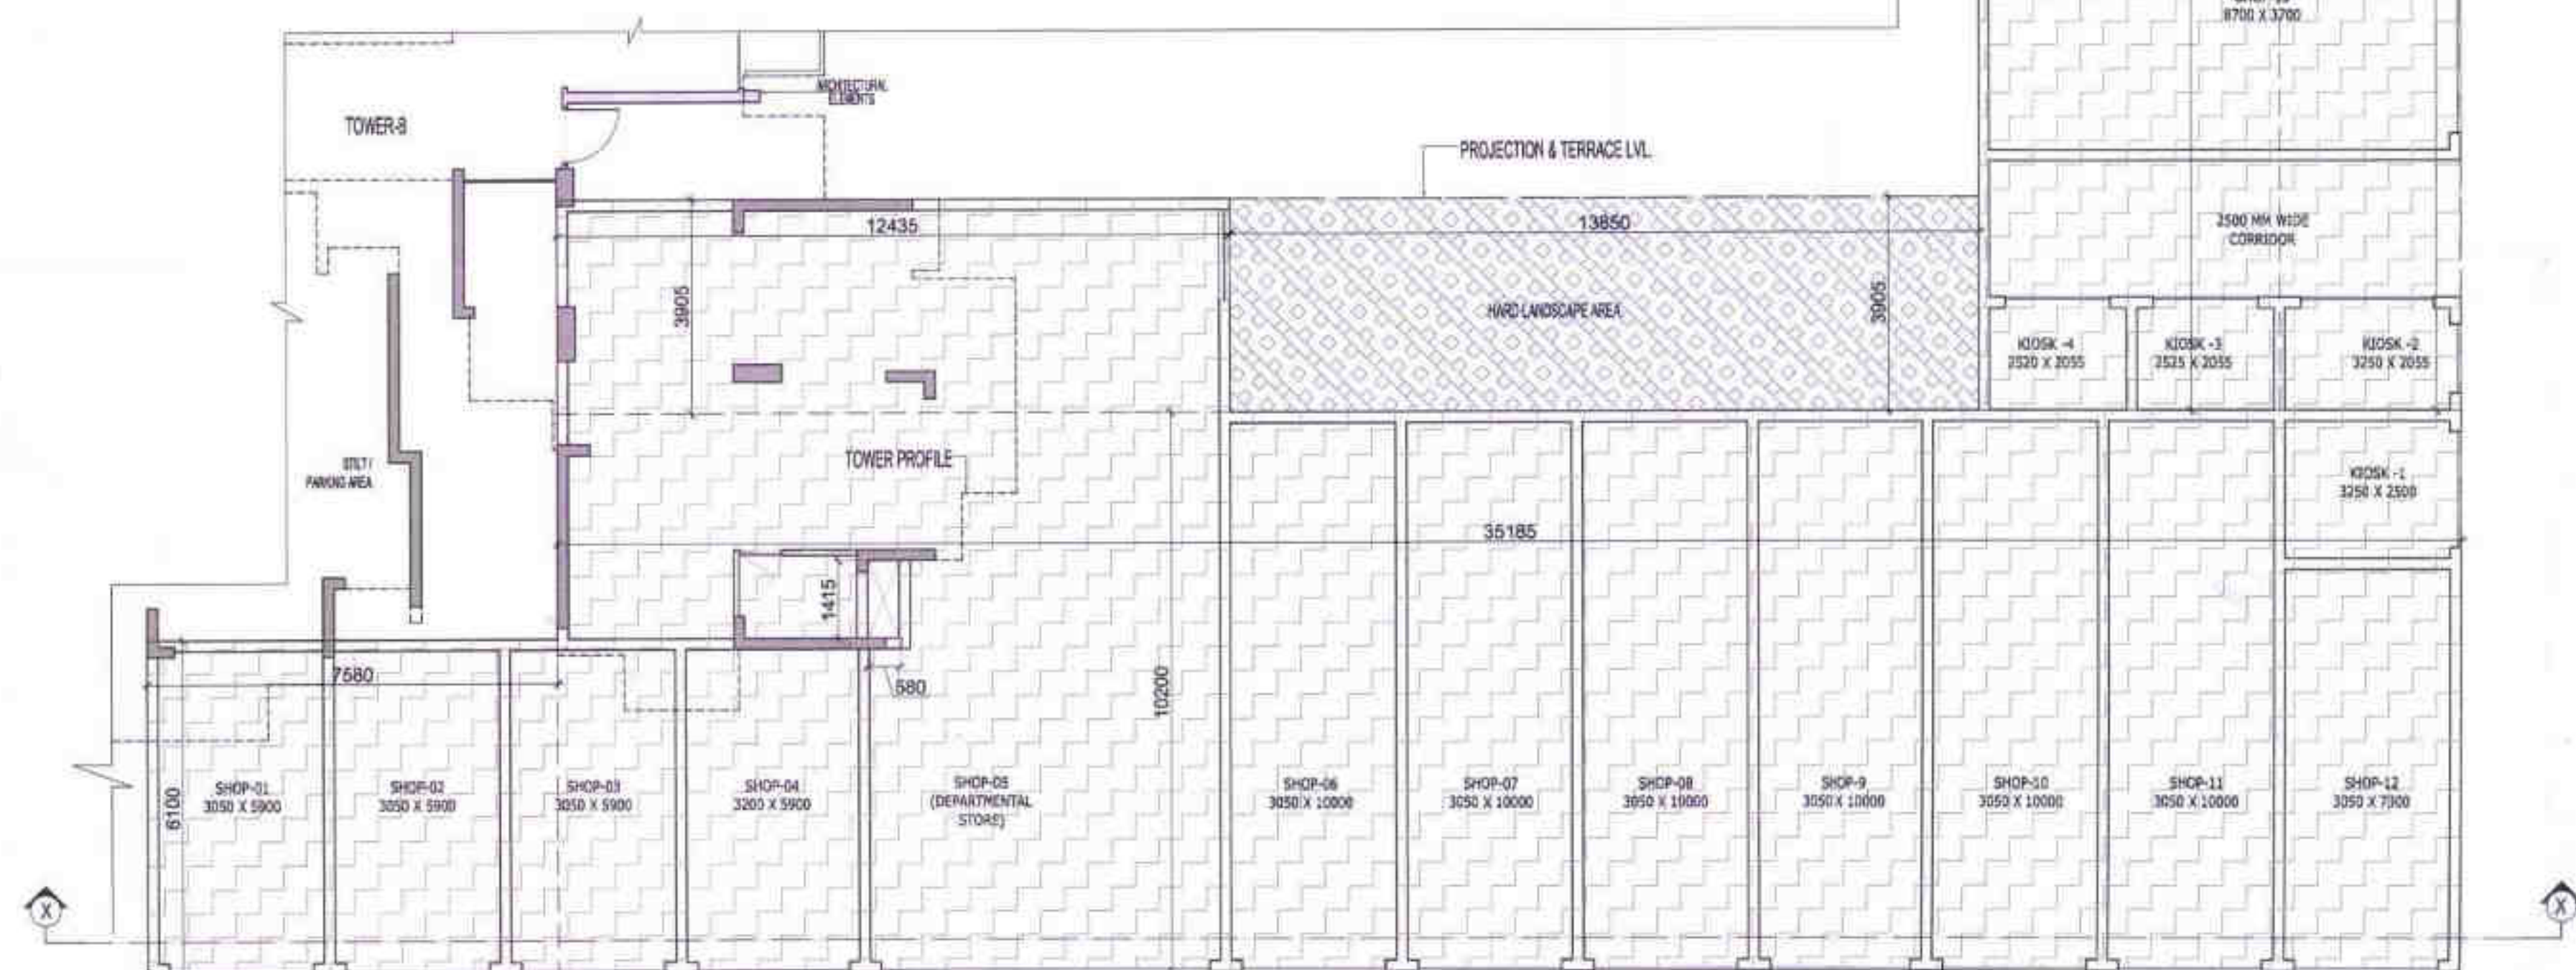 8700 X 3700
ARCHITECTURAL
ELEMENTS
TOWER-B
PROJECTION & TERRACE LVL.
12435
13850
2500 MM WIDE
CORRIDOR
3905
HARD LANDSCAPE AREA
3905
KIOSK -4
2520 X 2055
KIOSK -3
2525 X 2055
KIOSK -2
3250 X 2055
TOWER PROFILE
STILT /
PARKING AREA
KIOSK -1
3250 X 2500
35185
1415
7580
580
10200
6100
SHOP-01
3050 X 5900
SHOP-02
3050 X 5900
SHOP-03
3050 X 5900
SHOP-04
3200 X 5900
SHOP-05
(DEPARTMENTAL
STORE)
SHOP-06
3050 X 10000
SHOP-07
3050 X 10000
SHOP-08
3050 X 10000
SHOP-9
3050 X 10000
SHOP-10
3050 X 10000
SHOP-11
3050 X 10000
SHOP-12
3050 X 7300
X
X